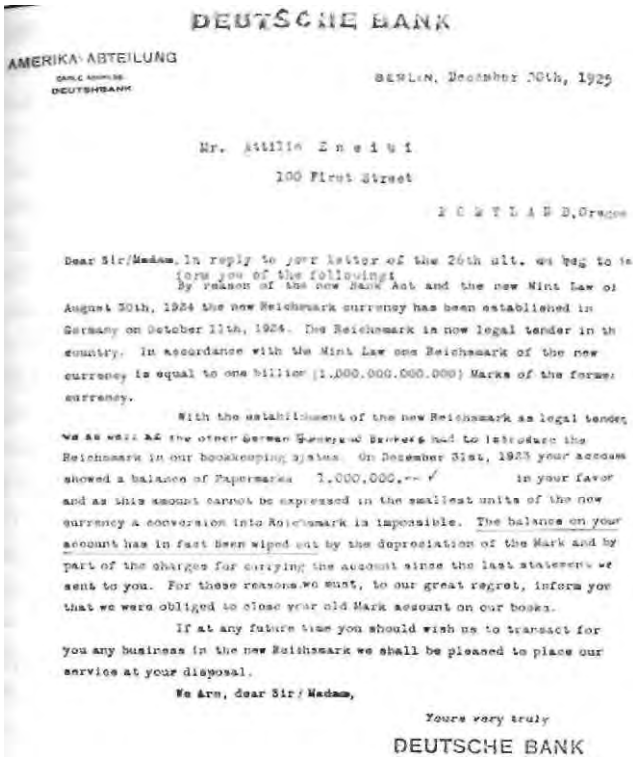 DEUTSCHE BANK
AMERIKA-ABTEILUNG
DEUTSHBANK
BERLIN, December 30th, 1925
Mr. Attilio
100 First Street
PORTLAND, Oregon
Dear Sir/Madam, In reply to your letter of the 26th ult. we beg to in
form you of the following:
By reason of the new Bank Act and the new Mint Law of
August 30th, 1924 the new Reichsmark currency has been established in
Germany on October 11th, 1924. The Reichsmark is now legal tender in th
country. In accordance with the Mint Law one Reichsmark of the new
currency is equal to one billion (1.000.000.000.000) Marks of the former
currency.
With the establishment of the new Reichsmark as legal tender,
we as well as the other German Banks and Bankers had to introduce the
Reichsmark in our bookkeeping system. On December 31st, 1923 your account
showed a balance of Papermarks 1,000,000,-- ✓ in your favor
and as this amount cannot be expressed in the smallest units of the new
currency a conversion into Reichsmark is impossible. The balance on your
account has in fact been wiped out by the depreciation of the Mark and by
part of the charges for carrying the account since the last statement we
sent to you. For these reasons we must, to our great regret, inform you
that we were obliged to close your old Mark account on our books.
If at any future time you should wish us to transact for
you any business in the new Reichsmark we shall be pleased to place our
service at your disposal.
We Are, dear Sir/Madam,
Yours very truly
DEUTSCHE BANK